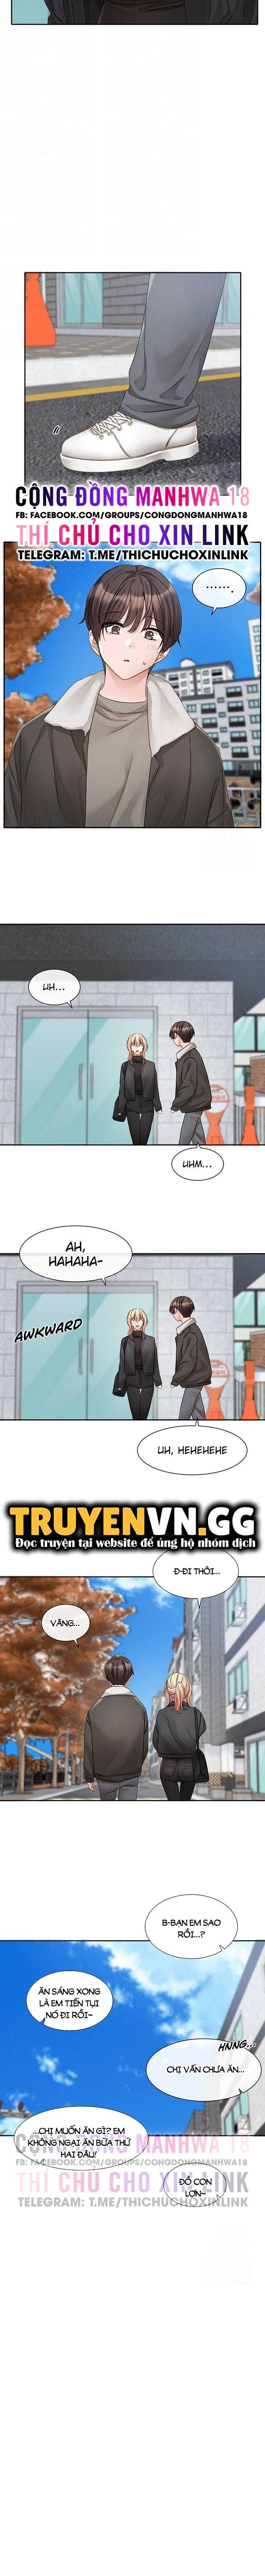 CỘNG ĐỒNG MANHWA 18
FB: FACEBOOK.COM/GROUPS/CONGDONGMANHWA18
THÍ CHỦ CHO XIN LINK
TELEGRAM: T.ME/THICHUCHOXINLINK
.......
UH...
UHM...
AH,
HAHAHA~
AWKWARD
UH, HEHEHEHE
TRUYENVN.GG
Đọc truyện tại website để ủng hộ nhóm dịch
Đ-ĐI THÔI...
VÂNG...
B-BẠN EM SAO
RỒI...?
ĂN SÁNG XONG
LÀ EM TIẾN TỤI
NÓ ĐI RỒI~
HNNG...
CHỊ VẪN CHƯA ĂN...
...CHỊ MUỐN ĂN GÌ? EM
KHÔNG NGẠI ĂN BỮA THỨ
HAI ĐÂU!
CỘNG ĐỒNG MANHWA 18
FB: FACEBOOK.COM/GROUPS/CONGDONGMANHWA18
THÍ CHỦ CHO XIN LINK
TELEGRAM: T.ME/THICHUCHOXINLINK
ĐỒ CON
LỢN~